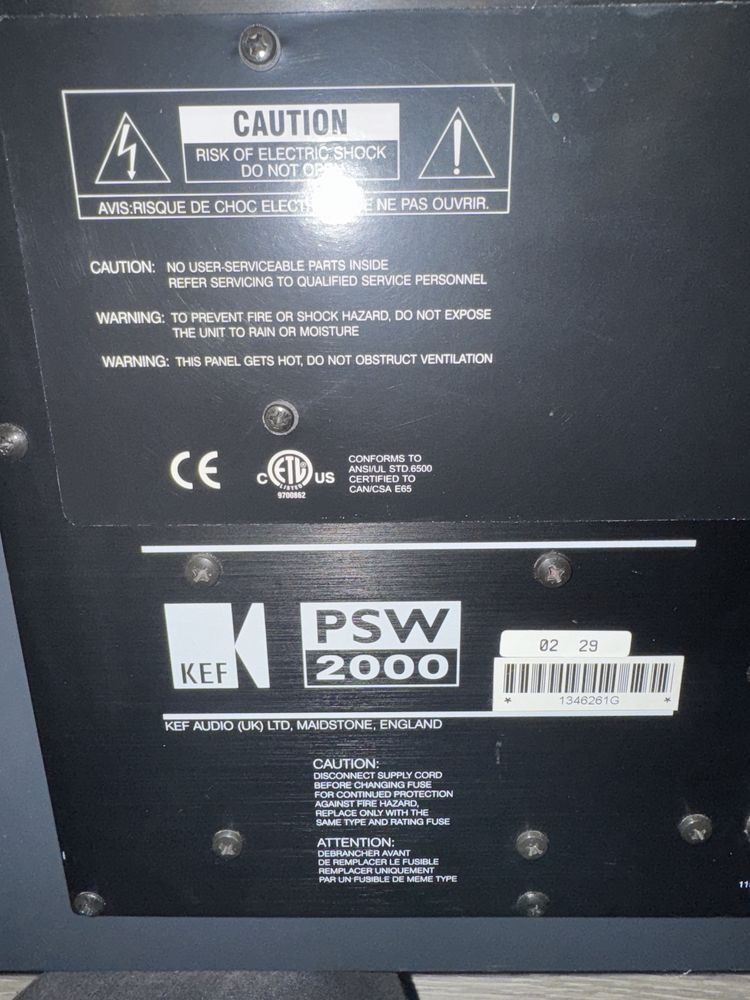 CAUTION
RISK OF ELECTRIC SHOCK
DO NOT
AVIS:RISQUE DE CHOC NE PAS OUVRIR.
CAUTION: NO USER-SERVICEABLE PARTS INSIDE
REFER SERVICING TO QUALIFIED SERVICE PERSONNEL
WARNING: TO PREVENT FIRE OR SHOCK HAZARD, DO NOT EXPOSE
THE UNIT TO RAIN OR MOISTURE
WARNING: THIS PANEL GETS HOT, DO NOT OBSTRUCT VENTILATION
CE
C ETL US
LISTED
9700862
CONFORMS TO
ANSI/UL STD.6500
CERTIFIED TO
CAN/CSA E65
KEF
PSW
2000
02 29
* 1346261G *
KEF AUDIO (UK) LTD, MAIDSTONE, ENGLAND
CAUTION:
DISCONNECT SUPPLY CORD
BEFORE CHANGING FUSE
FOR CONTINUED PROTECTION
AGAINST FIRE HAZARD,
REPLACE ONLY WITH THE
SAME TYPE AND RATING FUSE
ATTENTION:
DEBRANCHER AVANT
DE REMPLACER LE FUSIBLE
REMPLACER UNIQUEMENT
PAR UN FUSIBLE DE MEME TYPE